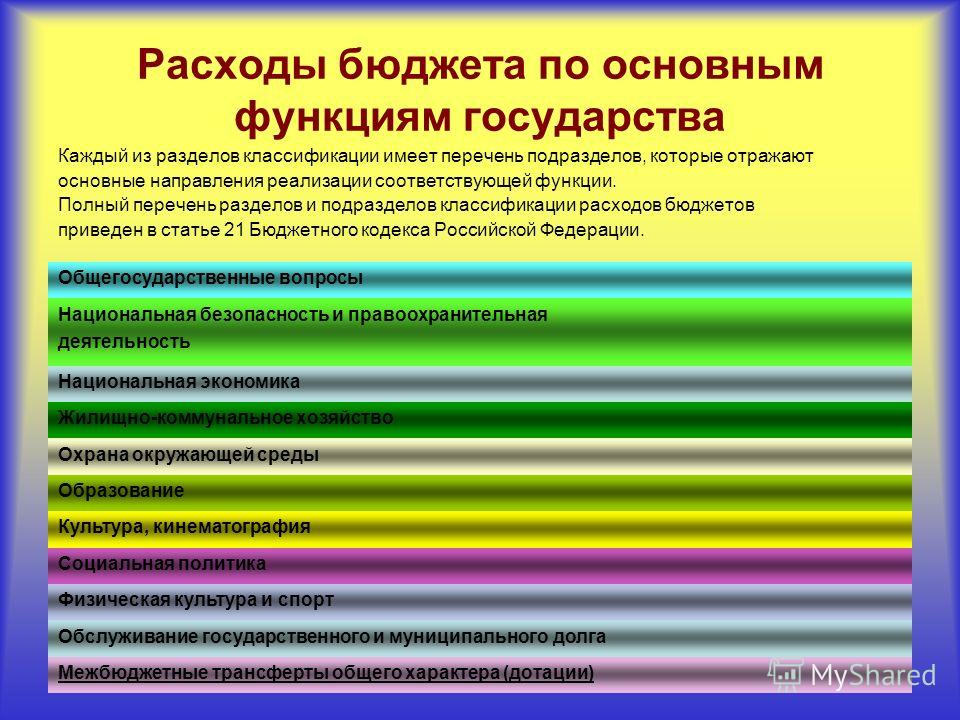 Расходы бюджета по основным
функциям государства
Каждый из разделов классификации имеет перечень подразделов, которые отражают
основные направления реализации соответствующей функции.
Полный перечень разделов и подразделов классификации расходов бюджетов
приведен в статье 21 Бюджетного кодекса Российской Федерации.
Общегосударственные вопросы
Национальная безопасность и правоохранительная
деятельность
Национальная экономика
Жилищно-коммунальное хозяйство
Охрана окружающей среды
Образование
Культура, кинематография
Социальная политика
Физическая культура и спорт
Обслуживание государственного и муниципального долга
Межбюджетные трансферты общего характера (дотации)
MyShared